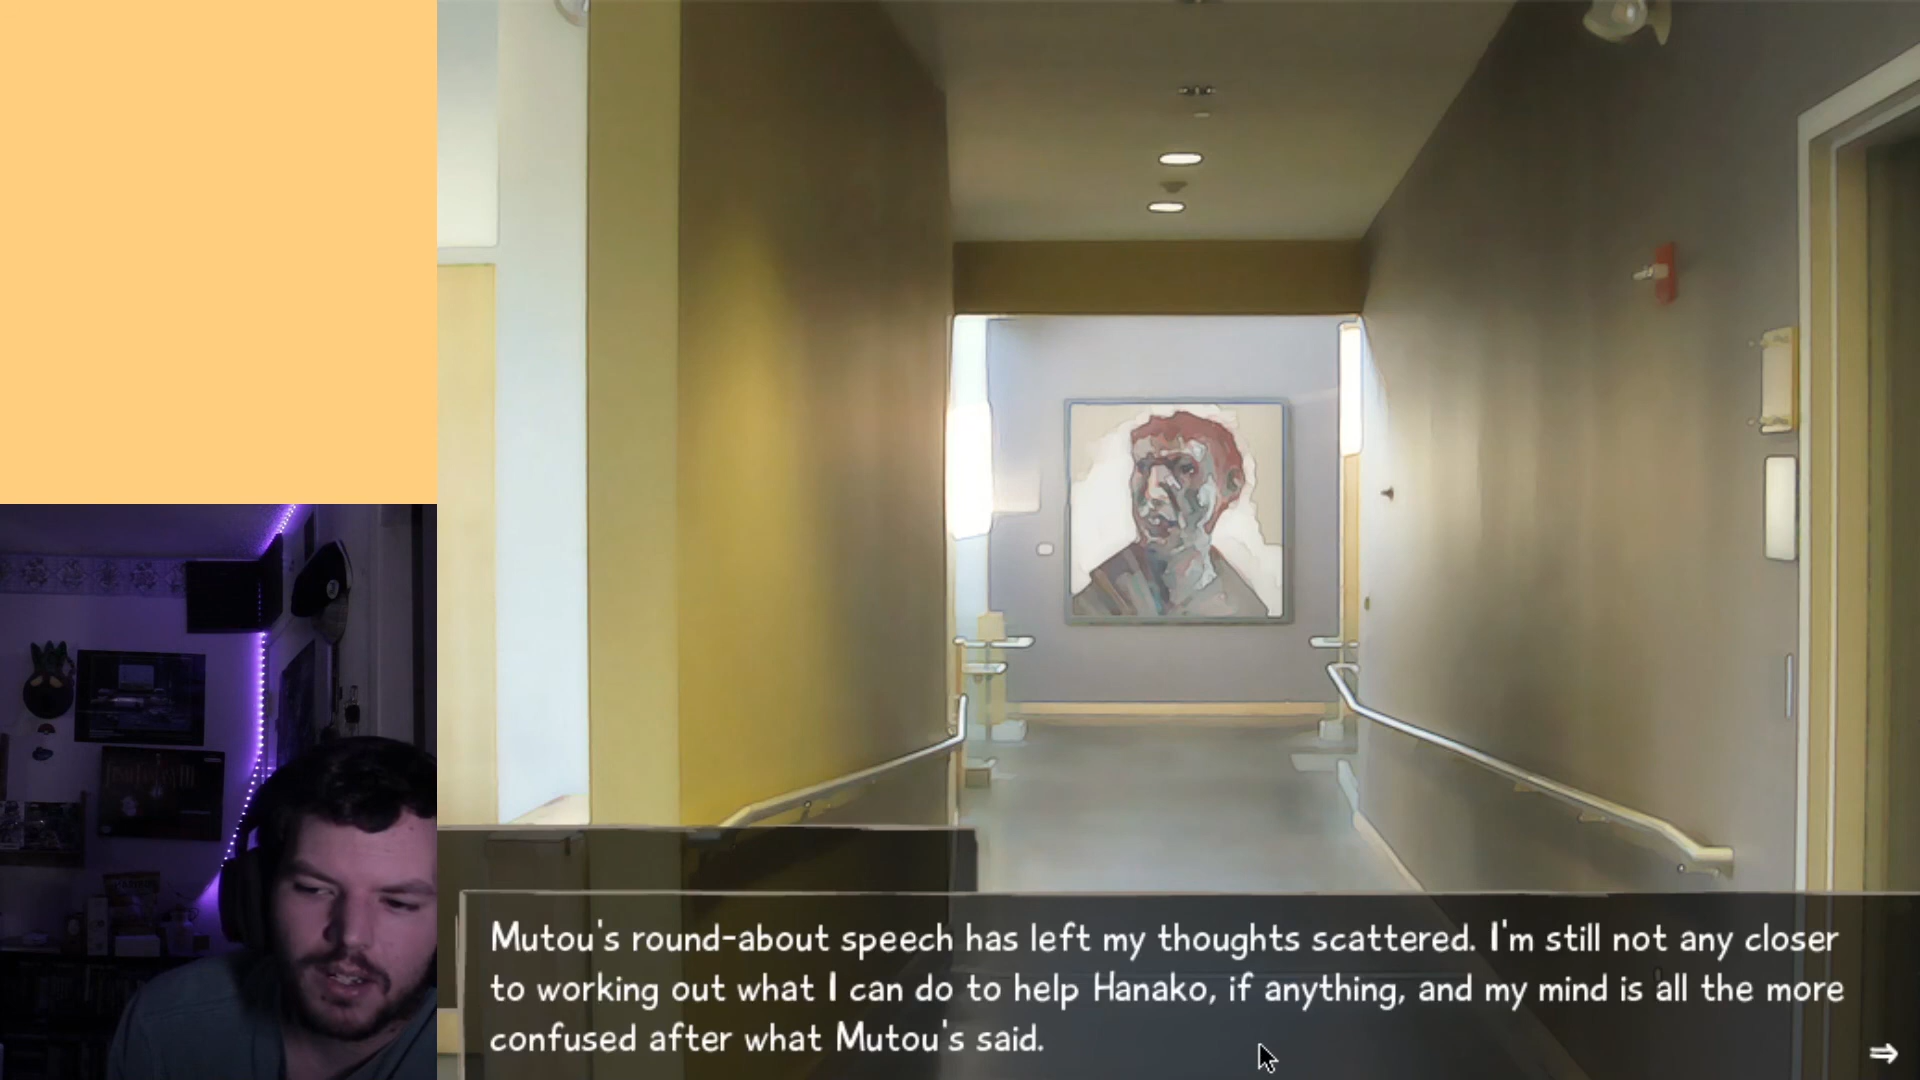 Mutou's round-about speech has left my thoughts scattered. I'm still not any closer
to working out what I can do to help Hanako, if anything, and my mind is all the more
confused after what Mutou's said.